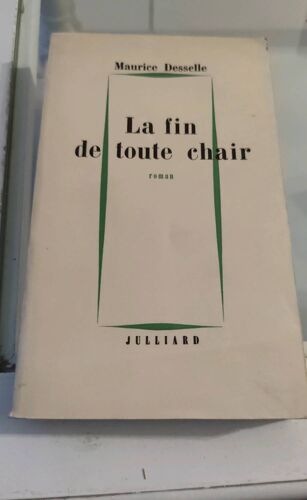 Maurice Desselle
La fin
de toute chair
roman
JULLIARD